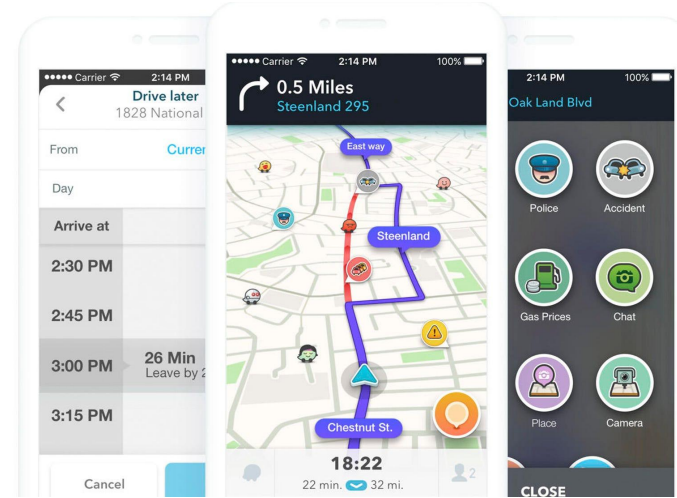 Carrier 2:14 PM
Drive later
1828 National
From
Day
Arrive at
2:30 PM
2:45 PM
3:00 PM 26 Min
Leave by
3:15 PM
Cancel
Carrier 2:14 PM 100%
0.5 Miles
Steenland 295
East way
Steenland
Chestnut St.
18:22
22 min. 32 mi.
2
2:14 PM 100%
Oak Land Blvd
Police Accident
Gas Prices Chat
Place Camera
CLOSE